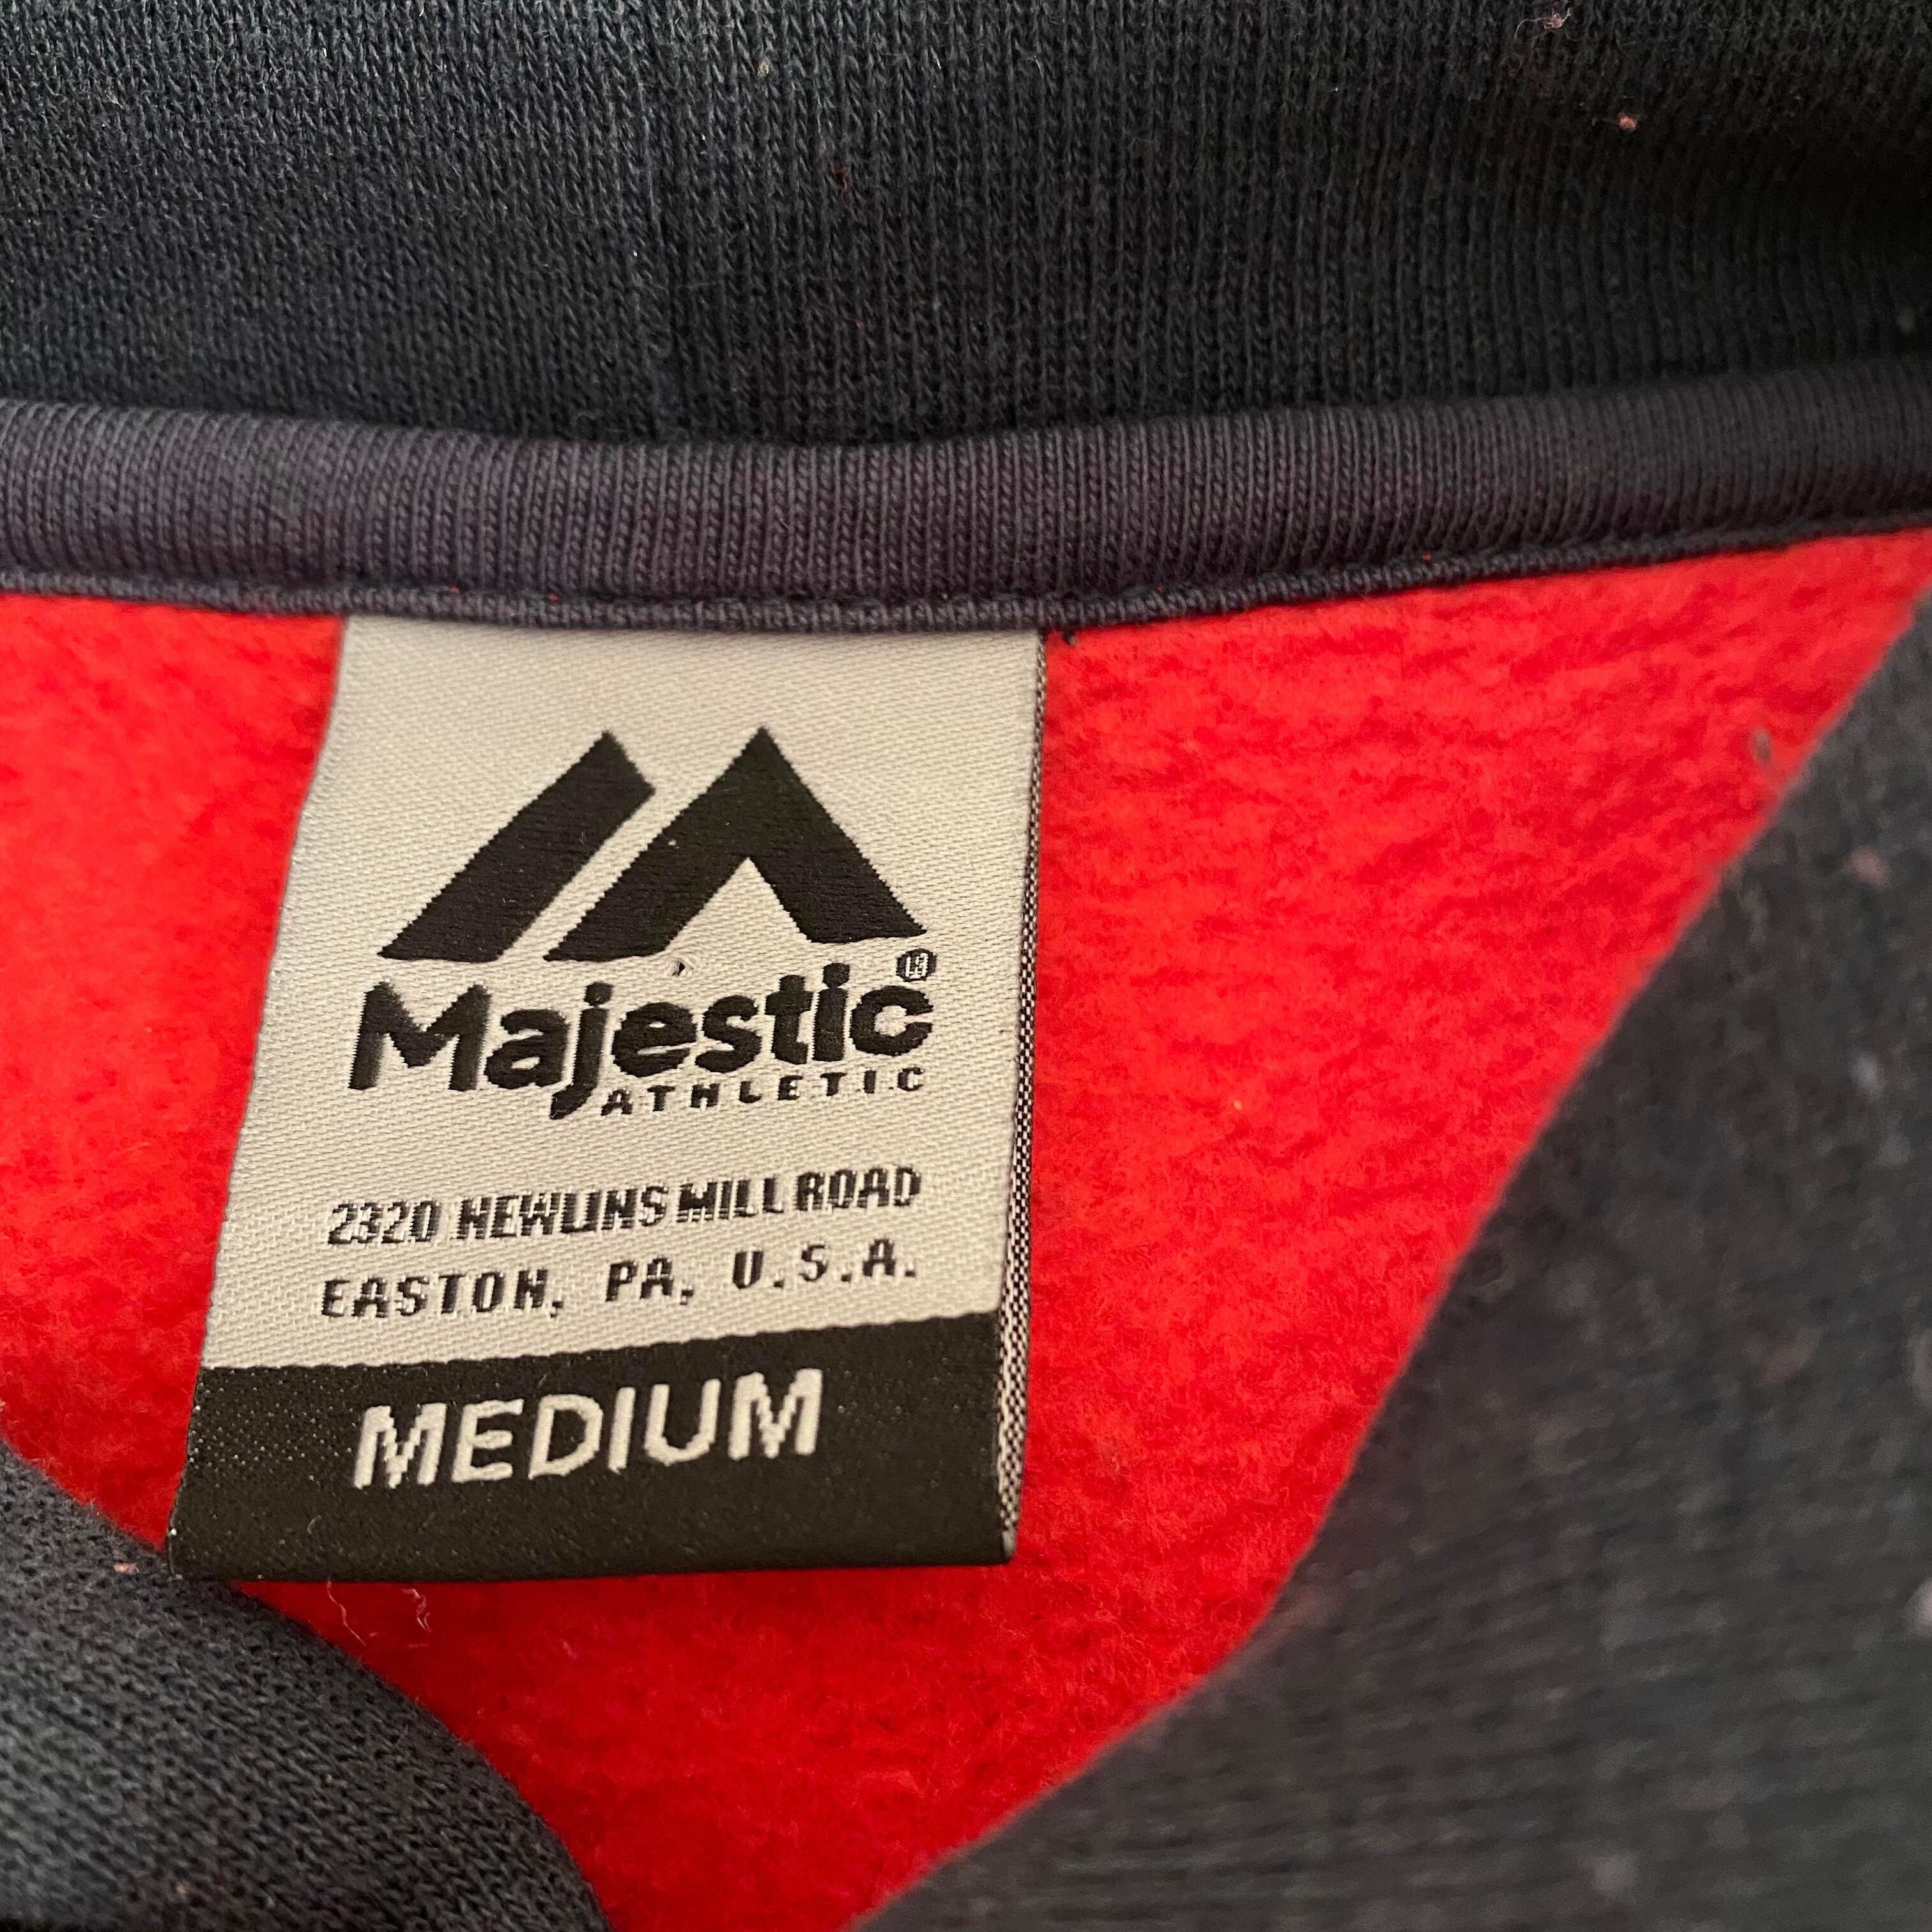 Majestic®
ATHLETIC
2320 NEWLINS MILL ROAD
EASTON, PA, U.S.A.
MEDIUM